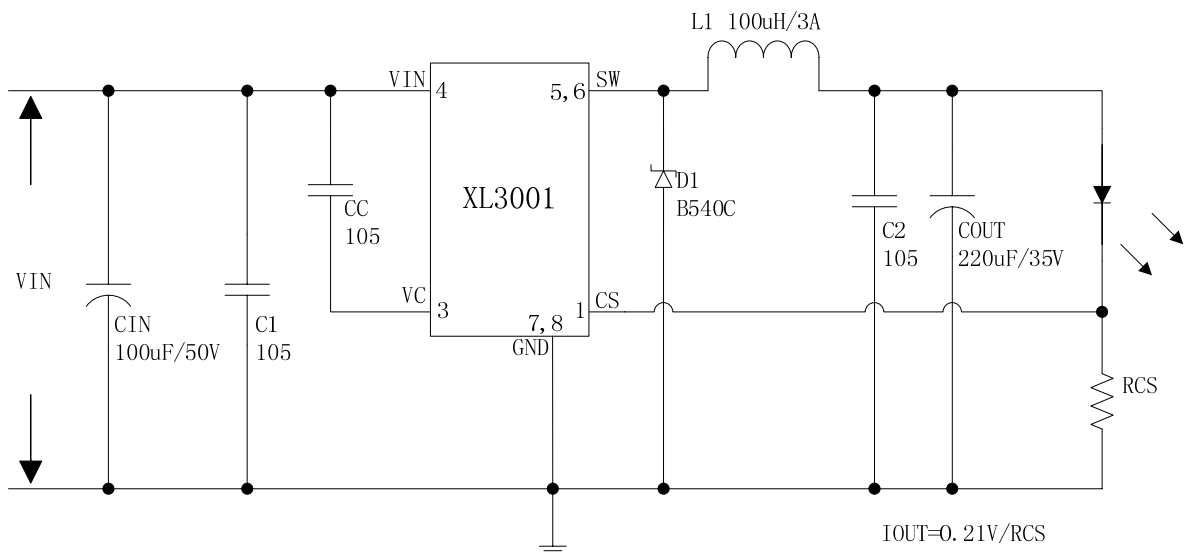 L1 100uH/3A
VIN
4
5,6
SW
XL3001
D1
B540C
CC
105
C2
105
COUT
220uF/35V
VIN
VC
3
1
CS
7,8
GND
CIN
100uF/50V
C1
105
RCS
IOUT=0.21V/RCS